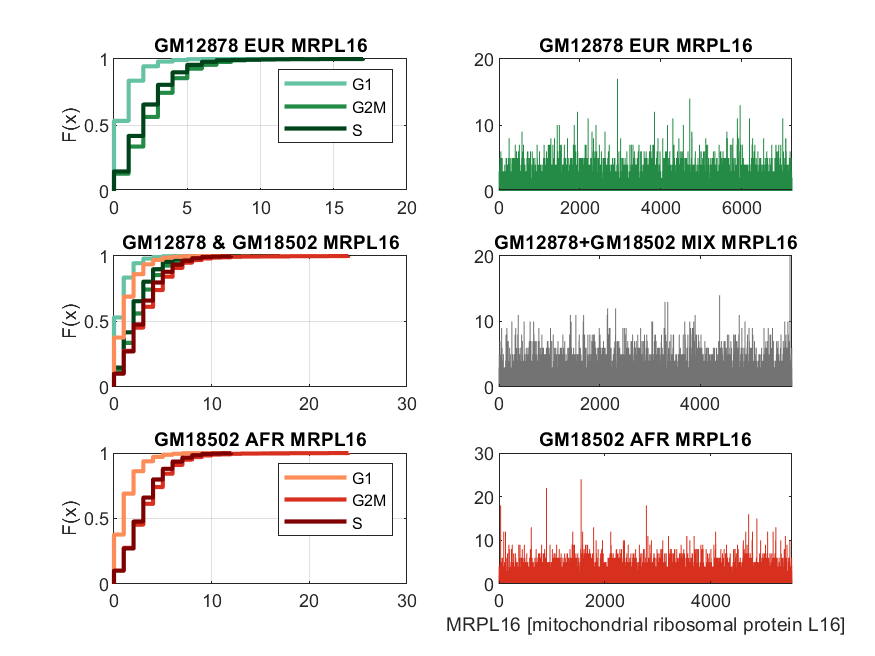 GM12878 EUR MRPL16
1
0.5
0
F(x)
G1
G2M
S
0 5 10 15 20
GM12878 EUR MRPL16
20
10
0
0 2000 4000 6000
GM12878 & GM18502 MRPL16
1
0.5
0
F(x)
0 10 20 30
GM12878+GM18502 MIX MRPL16
20
10
0
0 2000 4000
GM18502 AFR MRPL16
1
0.5
0
F(x)
G1
G2M
S
0 10 20 30
GM18502 AFR MRPL16
30
20
10
0
0 2000 4000
MRPL16 [mitochondrial ribosomal protein L16]